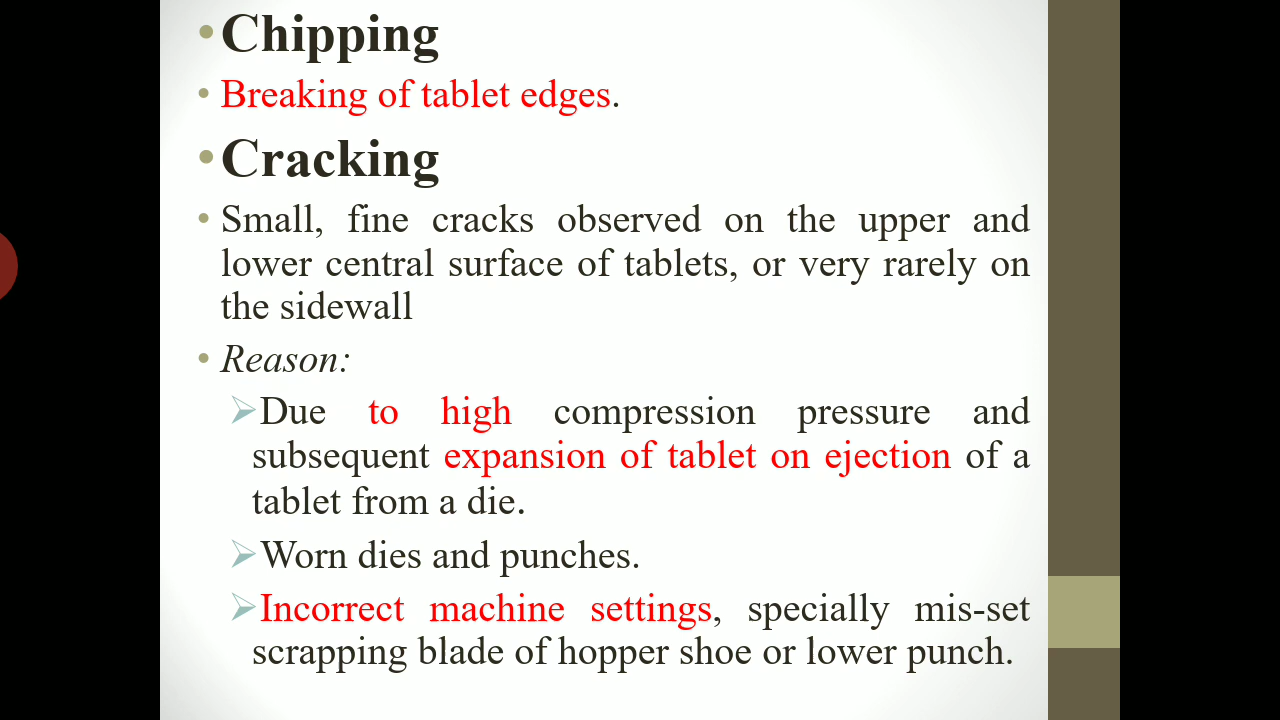 • Chipping
• Breaking of tablet edges.
• Cracking
• Small, fine cracks observed on the upper and
lower central surface of tablets, or very rarely on
the sidewall
• Reason:
➢Due to high compression pressure and
subsequent expansion of tablet on ejection of a
tablet from a die.
➢Worn dies and punches.
➢Incorrect machine settings, specially mis-set
scrapping blade of hopper shoe or lower punch.